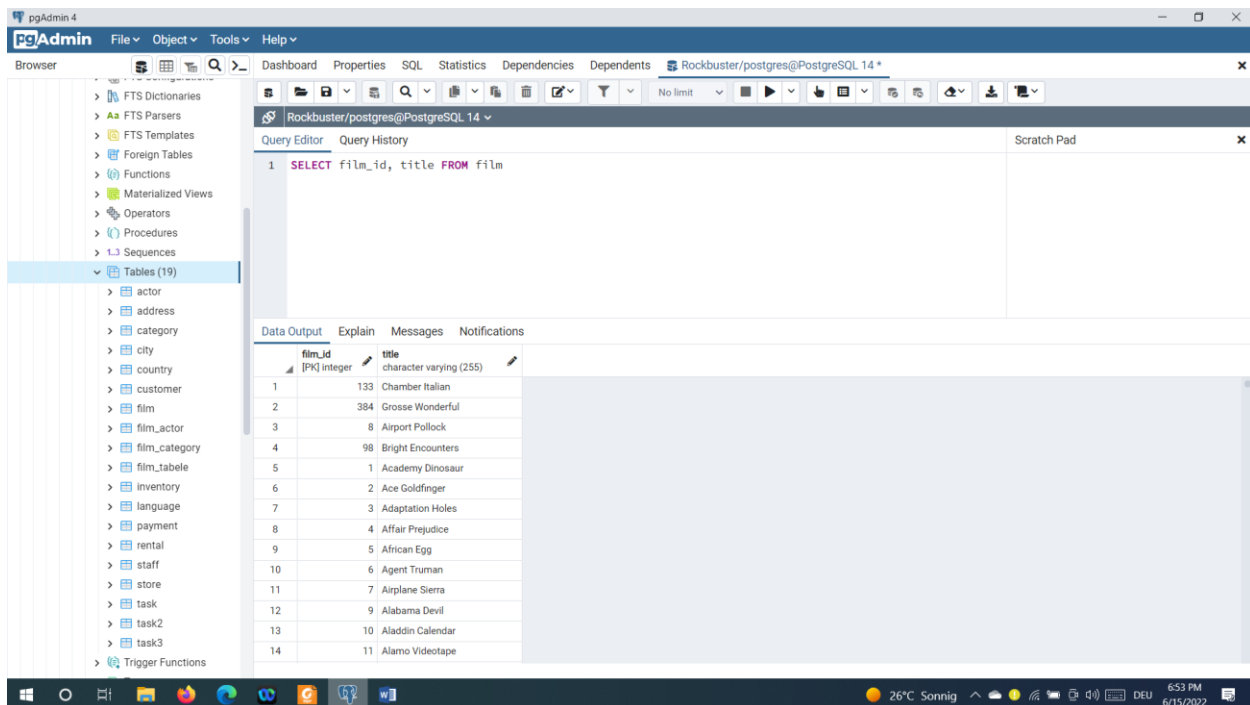 pgAdmin 4
pgAdmin File Object Tools Help
Browser
Dashboard Properties SQL Statistics Dependencies Dependents Rockbuster/postgres@PostgreSQL 14 *
FTS Dictionaries
Aa FTS Parsers
FTS Templates
Foreign Tables
Functions
Materialized Views
Operators
Procedures
1..3 Sequences
Tables (19)
actor
address
category
city
country
customer
film
film_actor
film_category
film_tabele
inventory
language
payment
rental
staff
store
task
task2
task3
Trigger Functions
No limit
Rockbuster/postgres@PostgreSQL 14
Query Editor Query History
Scratch Pad
1 SELECT film_id, title FROM film
Data Output Explain Messages Notifications
film_id title
[PK] integer character varying (255)
1 133 Chamber Italian
2 384 Grosse Wonderful
3 8 Airport Pollock
4 98 Bright Encounters
5 1 Academy Dinosaur
6 2 Ace Goldfinger
7 3 Adaptation Holes
8 4 Affair Prejudice
9 5 African Egg
10 6 Agent Truman
11 7 Airplane Sierra
12 9 Alabama Devil
13 10 Aladdin Calendar
14 11 Alamo Videotape
26°C Sonnig DEU 6:53 PM
6/15/2022